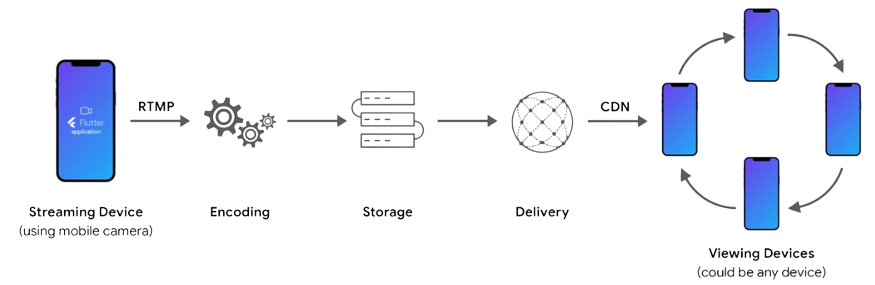 Flutter
application
RTMP
CDN
Streaming Device
(using mobile camera)
Encoding
Storage
Delivery
Viewing Devices
(could be any device)